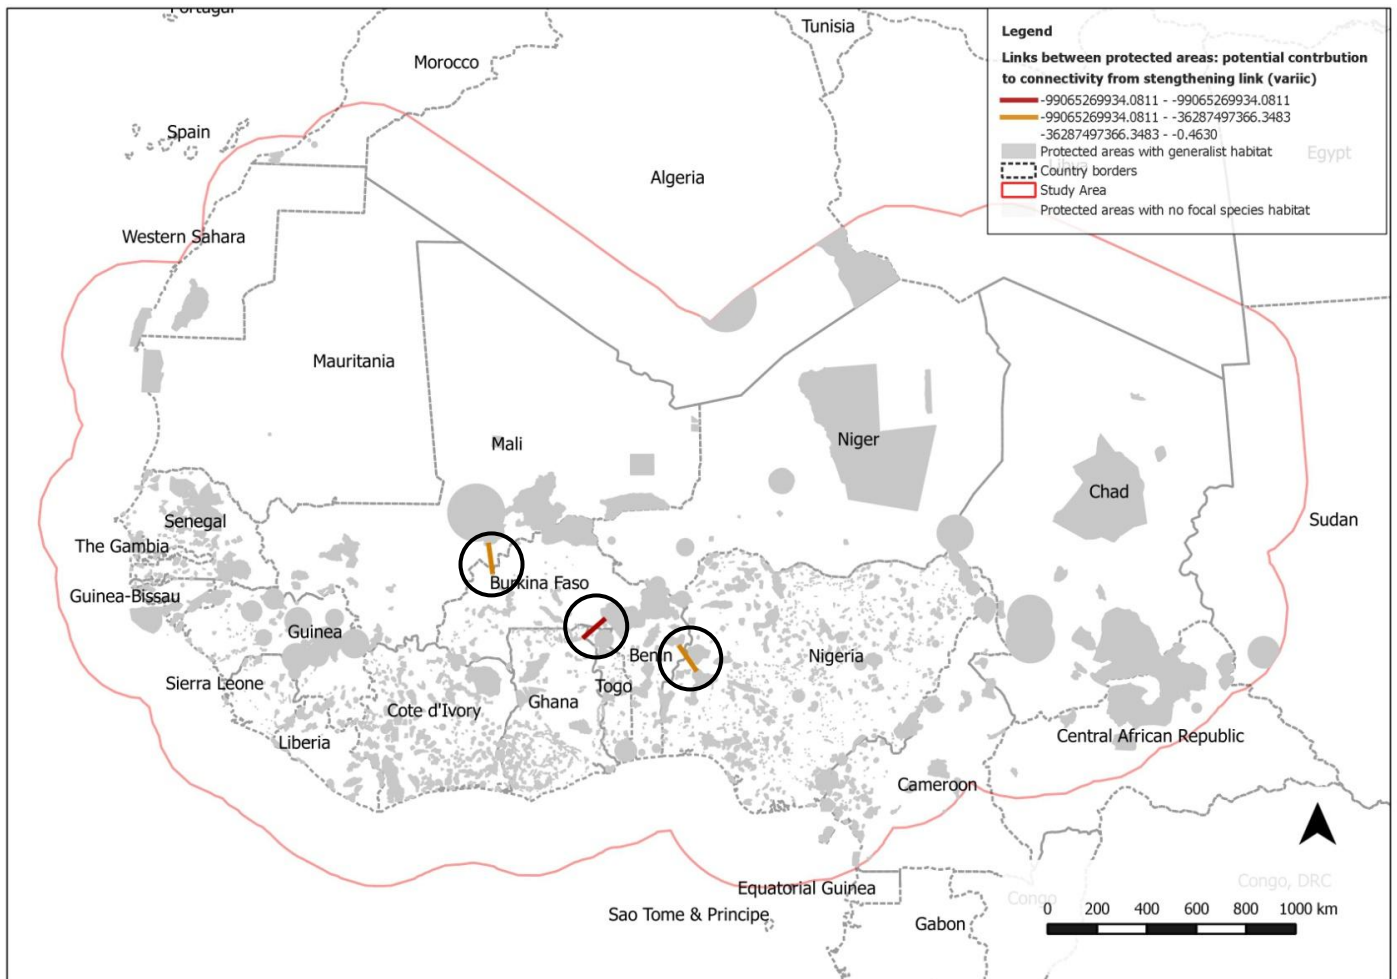 Portugal
Tunisia
Morocco
Spain
Algeria
Libya
Egypt
Legend
Links between protected areas: potential contrbution
to connectivity from stengthening link (variic)
-99065269934.0811 - -99065269934.0811
-99065269934.0811 - -36287497366.3483
-36287497366.3483 - -0.4630
Protected areas with generalist habitat
Country borders
Study Area
Protected areas with no focal species habitat
Western Sahara
Mauritania
Mali
Niger
Chad
Sudan
Senegal
The Gambia
Guinea-Bissau
Burkina Faso
Guinea
Benin
Nigeria
Sierra Leone
Togo
Ghana
Cote d'Ivory
Liberia
Central African Republic
Cameroon
Equatorial Guinea
Sao Tome & Principe
Gabon
Congo
Congo, DRC
0 200 400 600 800 1000 km